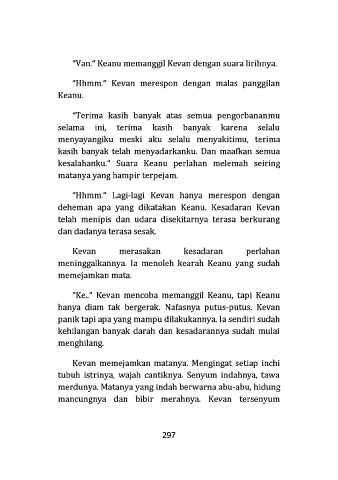 "Van." Keanu memanggil Kevan dengan suara lirihnya.
"Hhmm." Kevan merespon dengan malas panggilan
Keanu.
"Terima kasih banyak atas semua pengorbananmu
selama ini, terima kasih banyak karena selalu
menyayangiku meski aku selalu menyakitimu, terima
kasih banyak telah menyadarkanku. Dan maafkan semua
kesalahanku." Suara Keanu perlahan melemah seiring
matanya yang hampir terpejam.
"Hhmm." Lagi-lagi Kevan hanya merespon dengan
deheman apa yang dikatakan Keanu. Kesadaran Kevan
telah menipis dan udara disekitarnya terasa berkurang
dan dadanya terasa sesak.
Kevan merasakan kesadaran perlahan
meninggalkannya. Ia menoleh kearah Keanu yang sudah
memejamkan mata.
"Ke.." Kevan mencoba memanggil Keanu, tapi Keanu
hanya diam tak bergerak. Nafasnya putus-putus. Kevan
panik tapi apa yang mampu dilakukannya. Ia sendiri sudah
kehilangan banyak darah dan kesadarannya sudah mulai
menghilang.
Kevan memejamkan matanya. Mengingat setiap inchi
tubuh istrinya, wajah cantiknya. Senyum indahnya, tawa
merdunya. Matanya yang indah berwarna abu-abu, hidung
mancungnya dan bibir merahnya. Kevan tersenyum
297